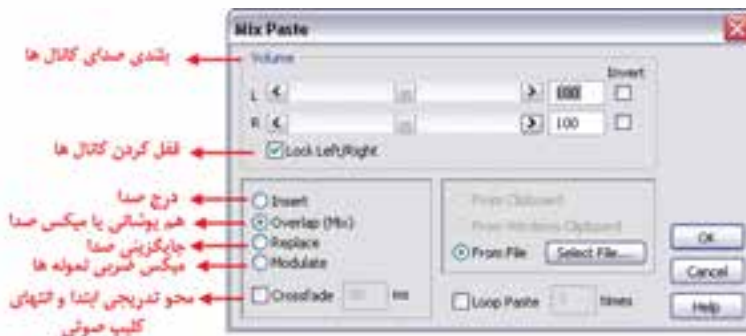 Mix Paste
بلندی صدای کانال ها
Volume
Invert
L
R 100
قفل کردن کانال ها
Lock Left/Right
درج صدا
Insert
From Clipboard
هم پوشانی یا میکس صدا
Overlap (Mix)
From Windows Clipboard
جایگزینی صدا
Replace
From File Select File...
OK
میکس ضربی نمونه ها
Modulate
Cancel
محو تدریجی ابتدا و انتهای
کلیپ صوتی
Crossfade ms
Loop Paste times
Help